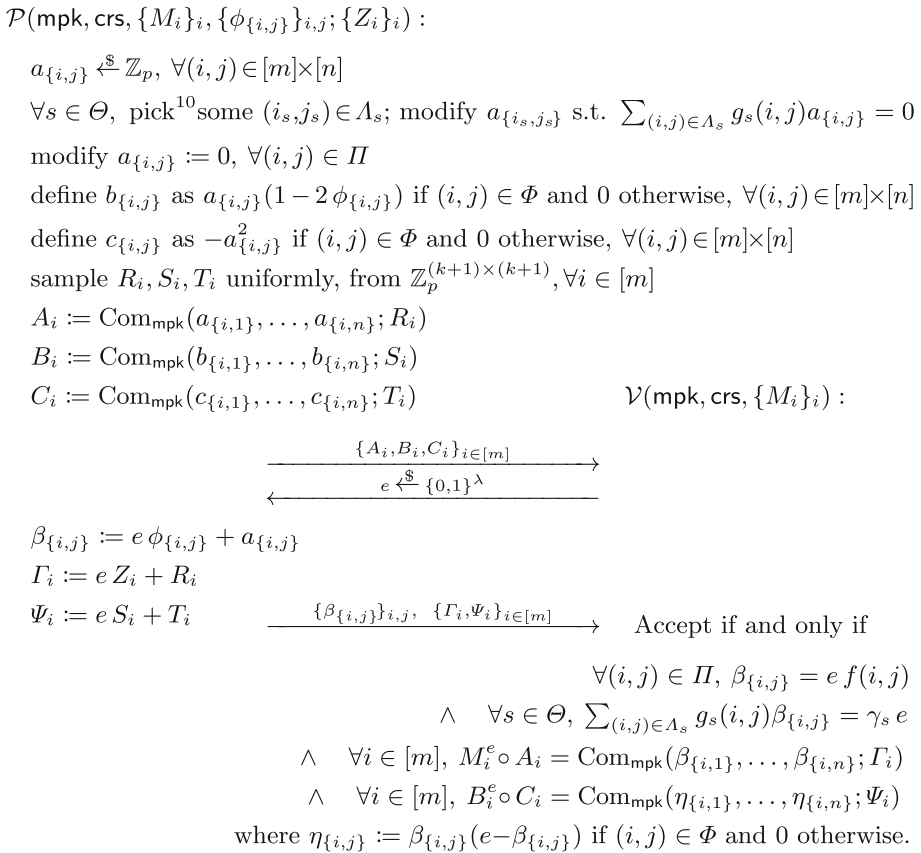 𝒫(mpk, crs, {M_i}_i, {ϕ_{i,j}}_{i,j}; {Z_i}_i) :
a_{i,j} ←$ ℤ_p, ∀(i, j)∈[m]×[n]
∀s ∈ Θ, pick^10 some (i_s,j_s)∈Λ_s; modify a_{i_s,j_s} s.t. ∑_{(i,j)∈Λ_s} g_s(i, j)a_{i,j} = 0
modify a_{i,j} := 0, ∀(i, j) ∈ Π
define b_{i,j} as a_{i,j}(1 − 2 ϕ_{i,j}) if (i, j) ∈ Φ and 0 otherwise, ∀(i, j)∈[m]×[n]
define c_{i,j} as −a²_{i,j} if (i, j) ∈ Φ and 0 otherwise, ∀(i, j)∈[m]×[n]
sample R_i, S_i, T_i uniformly, from ℤ_p^{(k+1)×(k+1)}, ∀i ∈ [m]
A_i := Com_mpk(a_{i,1}, . . . , a_{i,n}; R_i)
B_i := Com_mpk(b_{i,1}, . . . , b_{i,n}; S_i)
C_i := Com_mpk(c_{i,1}, . . . , c_{i,n}; T_i) 𝒱(mpk, crs, {M_i}_i) :
{A_i,B_i,C_i}_{i∈[m]}
e ←$ {0,1}^λ
β_{i,j} := e ϕ_{i,j} + a_{i,j}
Γ_i := e Z_i + R_i
Ψ_i := e S_i + T_i {β_{i,j}}_{i,j}, {Γ_i,Ψ_i}_{i∈[m]} Accept if and only if
∀(i, j) ∈ Π, β_{i,j} = e f(i, j)
∧ ∀s ∈ Θ, ∑_{(i,j)∈Λ_s} g_s(i, j)β_{i,j} = γ_s e
∧ ∀i ∈ [m], M_i^e ∘ A_i = Com_mpk(β_{i,1}, . . . , β_{i,n}; Γ_i)
∧ ∀i ∈ [m], B_i^e ∘ C_i = Com_mpk(η_{i,1}, . . . , η_{i,n}; Ψ_i)
where η_{i,j} := β_{i,j}(e−β_{i,j}) if (i, j) ∈ Φ and 0 otherwise.